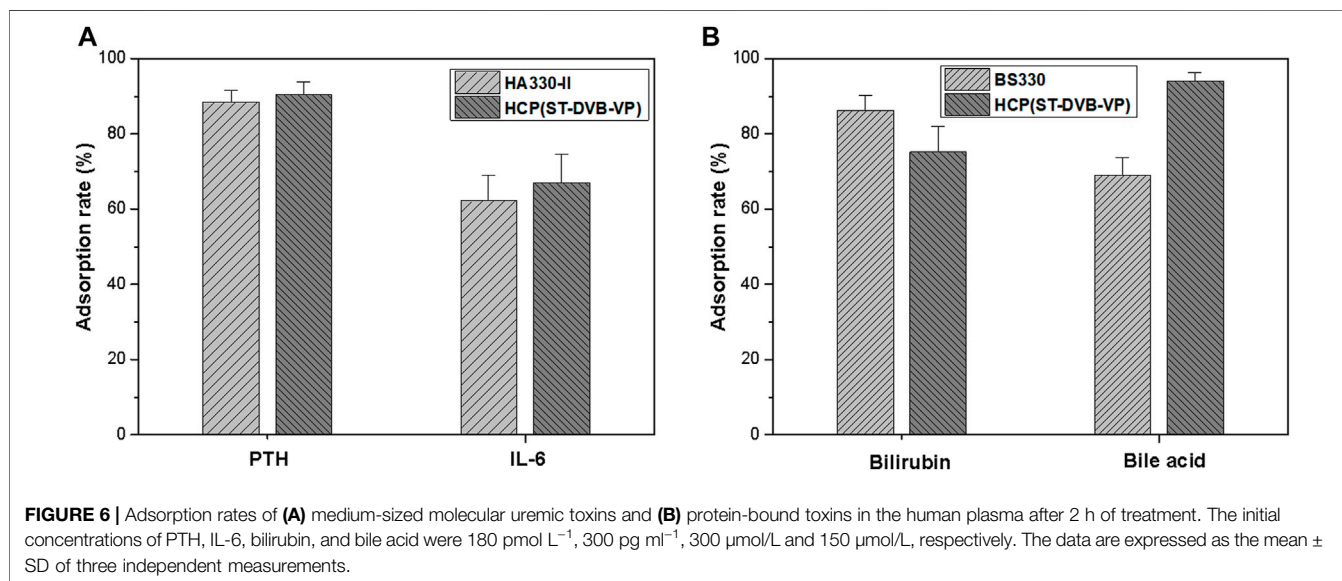 A
100
80
60
40
20
0
Adsorption rate (%)
HA330-II
HCP(ST-DVB-VP)
PTH
IL-6
B
100
80
60
40
20
0
Adsorption rate (%)
BS330
HCP(ST-DVB-VP)
Bilirubin
Bile acid
FIGURE 6 | Adsorption rates of (A) medium-sized molecular uremic toxins and (B) protein-bound toxins in the human plasma after 2 h of treatment. The initial
concentrations of PTH, IL-6, bilirubin, and bile acid were 180 pmol L⁻¹, 300 pg ml⁻¹, 300 μmol/L and 150 μmol/L, respectively. The data are expressed as the mean ±
SD of three independent measurements.